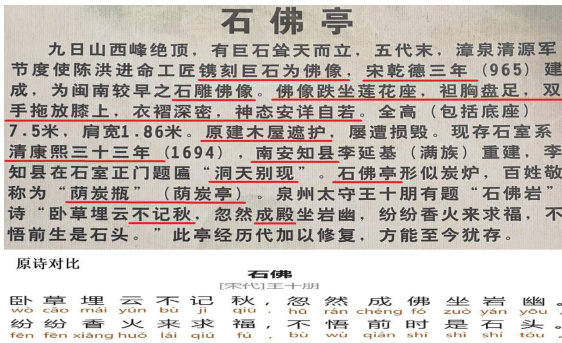 石佛亭
九日山西峰绝顶，有巨石耸天而立，五代末，漳泉清源军
节度使陈洪进命工匠镌刻巨石为佛像，宋乾德三年（965）建
成，为闽南较早之石雕佛像。佛像跌坐莲花座，袒胸盘足，双
手拖放膝上，衣褶深密，神态安详自若。全高（包括底座）
7.5米，肩宽1.86米。原建木屋遮护，屡遭损毁。现存石室系
清康熙三十三年（1694），南安知县李延基（满族）重建，李
知县在石室正门题匾“洞天别现”。石佛亭形似炭炉，百姓敬
称为“荫炭瓶”（荫炭亭）。泉州太守王十朋有题“石佛岩”
诗“卧草埋云不记秋，忽然成殿坐岩幽，纷纷香火来求福，不
悟前生是石头。”此亭经历代加以修复，方能至今犹存。
原诗对比
石佛
[宋代]王十朋
卧草埋云不记秋，忽然成佛坐岩幽。
wò cǎo mái yún bù jì qiū , hū rán chéng fó zuò yán yōu .
纷纷香火来求福，不悟前时是石头。
fēn fēn xiāng huǒ lái qiú fú , bù wù qián shí shì shí tóu .